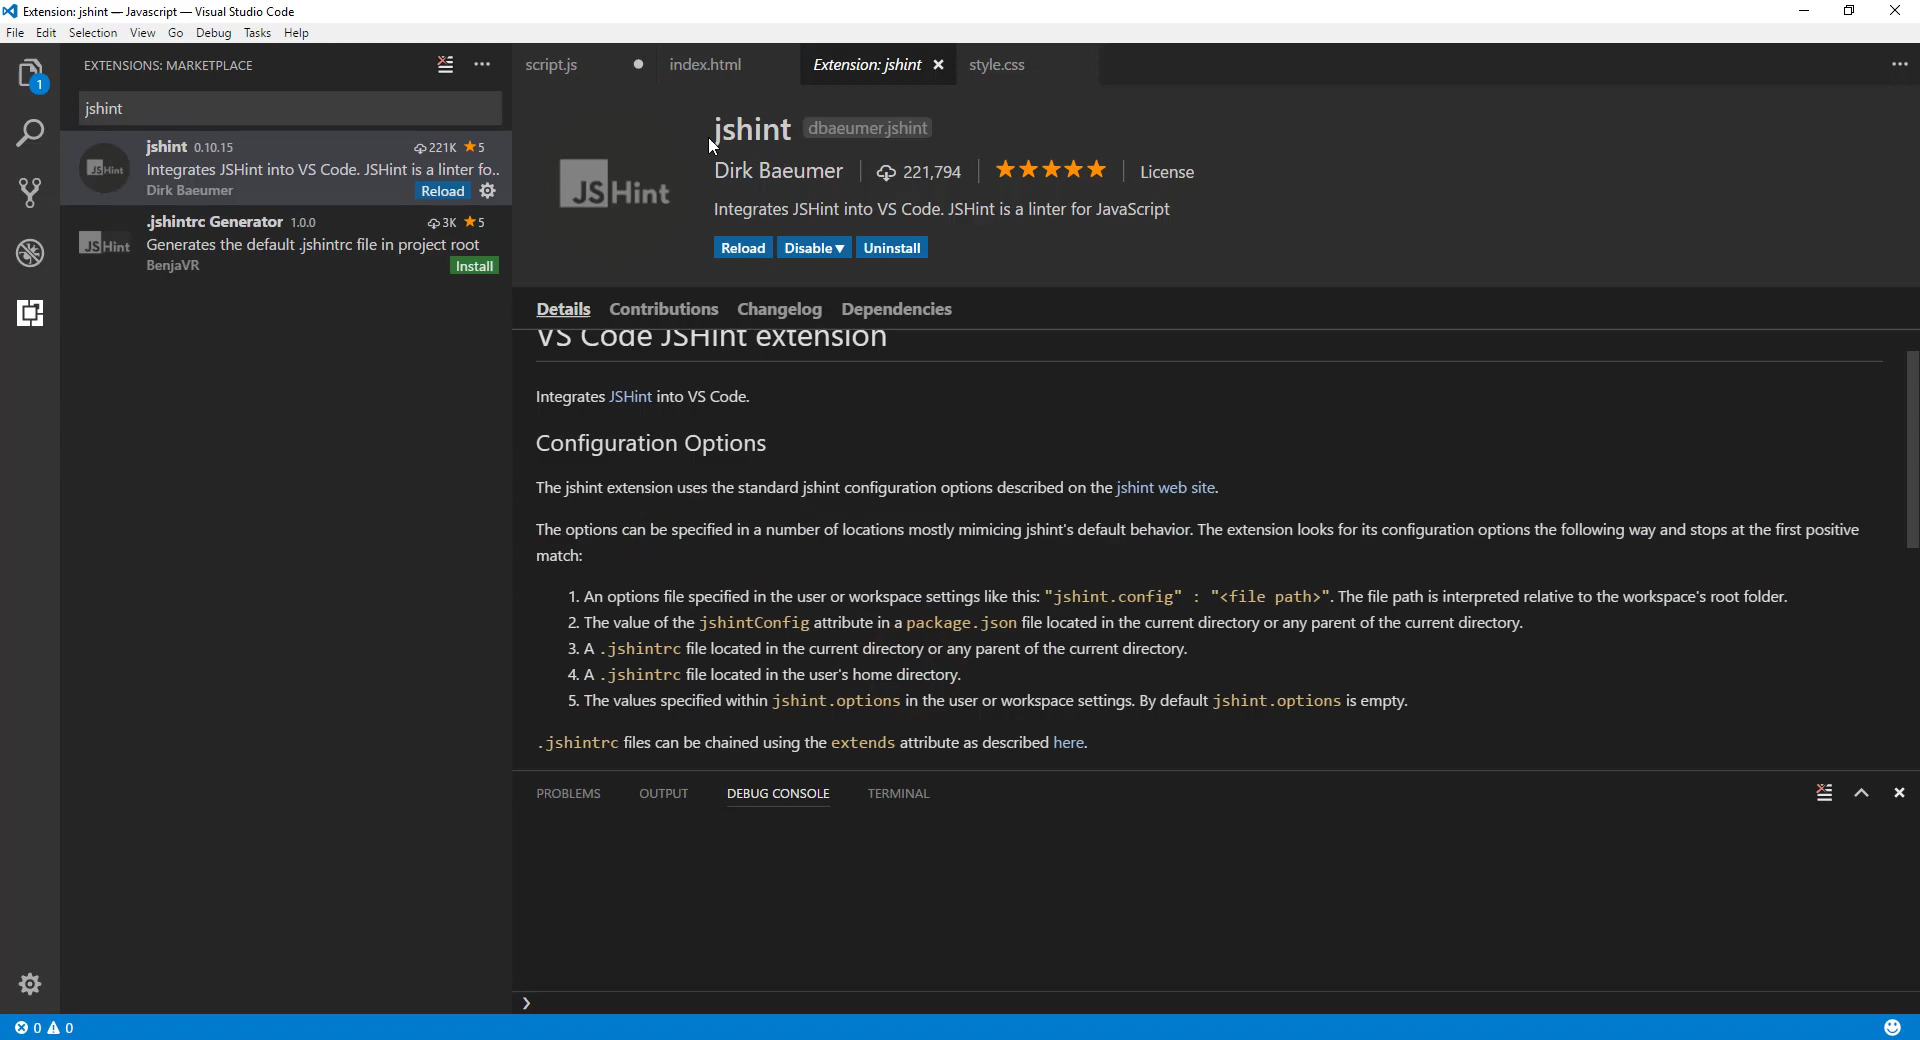 Extension: jshint — Javascript — Visual Studio Code
File Edit Selection View Go Debug Tasks Help
EXTENSIONS: MARKETPLACE
script.js index.html Extension: jshint style.css
1
jshint
jshint 0.10.15 221K 5
JSHint
Integrates JSHint into VS Code. JSHint is a linter fo..
Dirk Baeumer Reload
.jshintrc Generator 1.0.0 3K 5
JSHint
Generates the default .jshintrc file in project root
BenjaVR Install
JSHint
jshint dbaeumer.jshint
Dirk Baeumer 221,794 License
Integrates JSHint into VS Code. JSHint is a linter for JavaScript
Reload Disable▼ Uninstall
Details Contributions Changelog Dependencies
VS Code JSHint extension
Integrates JSHint into VS Code.
Configuration Options
The jshint extension uses the standard jshint configuration options described on the jshint web site.
The options can be specified in a number of locations mostly mimicing jshint's default behavior. The extension looks for its configuration options the following way and stops at the first positive
match:
1. An options file specified in the user or workspace settings like this: "jshint.config" : "<file path>". The file path is interpreted relative to the workspace's root folder.
2. The value of the jshintConfig attribute in a package.json file located in the current directory or any parent of the current directory.
3. A .jshintrc file located in the current directory or any parent of the current directory.
4. A .jshintrc file located in the user's home directory.
5. The values specified within jshint.options in the user or workspace settings. By default jshint.options is empty.
.jshintrc files can be chained using the extends attribute as described here.
PROBLEMS OUTPUT DEBUG CONSOLE TERMINAL
0 0